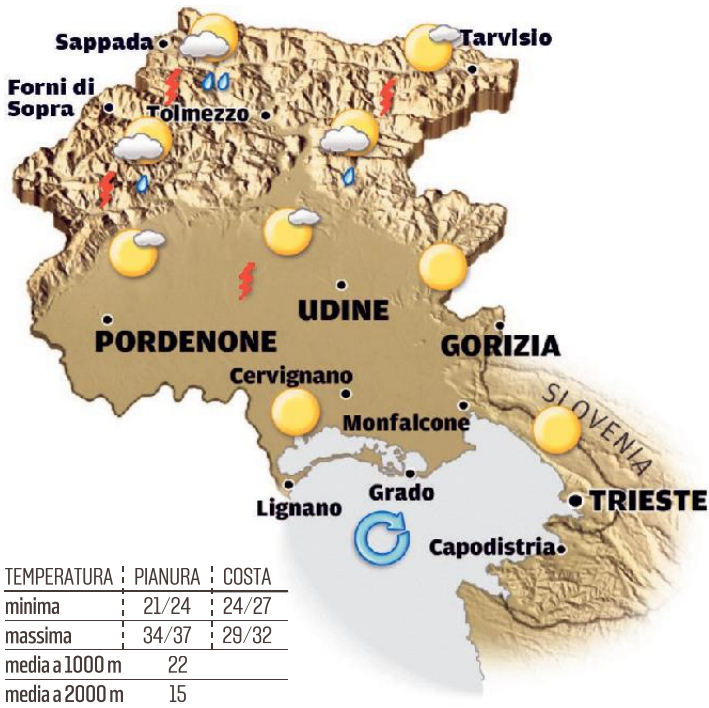 Sappada
Tarvisio
Forni di
Sopra
Tolmezzo
UDINE
PORDENONE
GORIZIA
Cervignano
SLOVENIA
Monfalcone
Lignano
Grado
TRIESTE
Capodistria
TEMPERATURA PIANURA COSTA
minima 21/24 24/27
massima 34/37 29/32
media a 1000 m 22
media a 2000 m 15